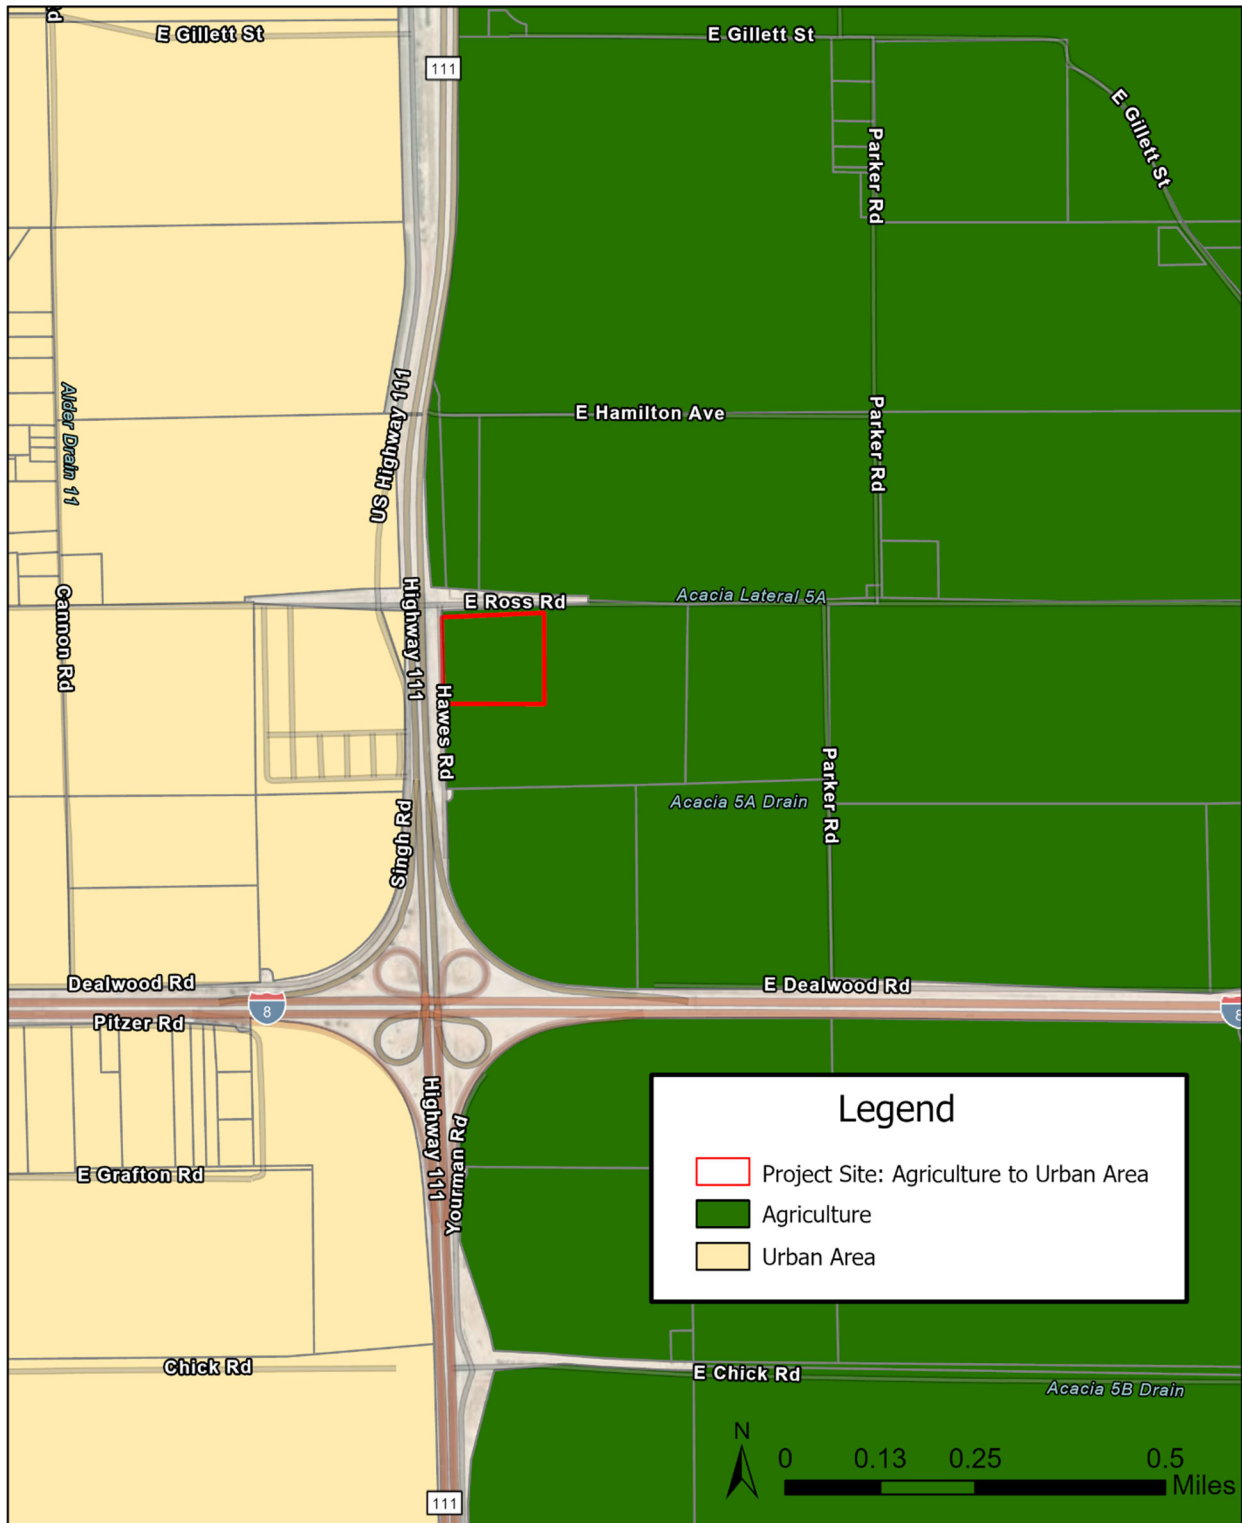 Rd
E Gillett St
E Gillett St
111
E Gillett St
Parker Rd
Alder Drain 11
US Highway 111
E Hamilton Ave
Parker Rd
Cannon Rd
Highway 111
E Ross Rd
Acacia Lateral 5A
Hawes Rd
Parker Rd
Acacia 5A Drain
Singh Rd
Dealwood Rd
E Dealwood Rd
8
8
Pitzer Rd
Highway 111
Yourman Rd
E Grafton Rd
Legend
Project Site: Agriculture to Urban Area
Agriculture
Urban Area
Chick Rd
E Chick Rd
Acacia 5B Drain
N
0 0.13 0.25 0.5
Miles
111